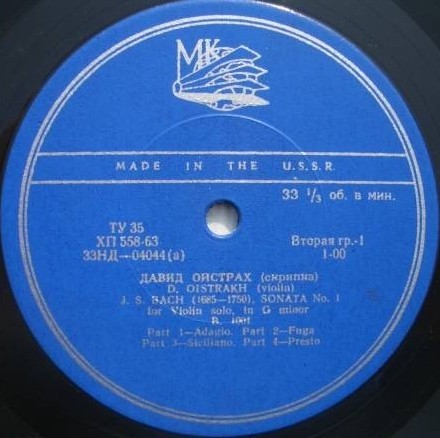 MK
MADE IN THE U.S.S.R.
33 1/3 об. в мин.
ТУ 35
ХП 558-63
33НД—04044(а)
Вторая гр.-1
1-00
ДАВИД ОЙСТРАХ (скрипка)
D. OISTRAKH (violin)
J. S. BACH (1685—1750). SONATA No. 1
for Violin solo, in G minor
B. 1001
Part 1—Adagio. Part 2—Fuga
Part 3—Siciliano. Part 4—Presto